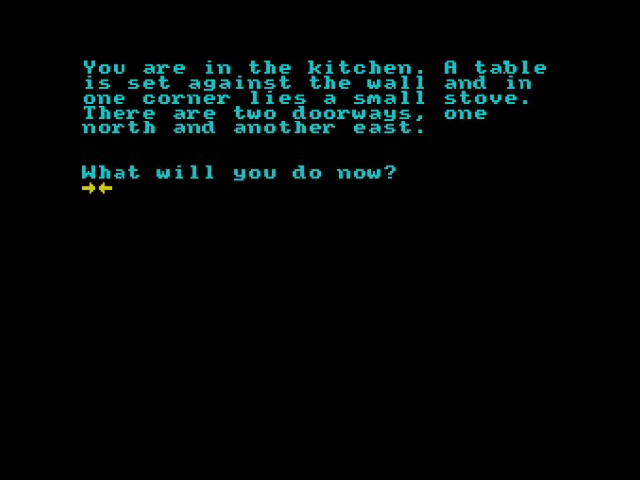 You are in the kitchen. A table
is set against the wall and in
one corner lies a small stove.
There are two doorways, one
north and another east.
What will you do now?
→←